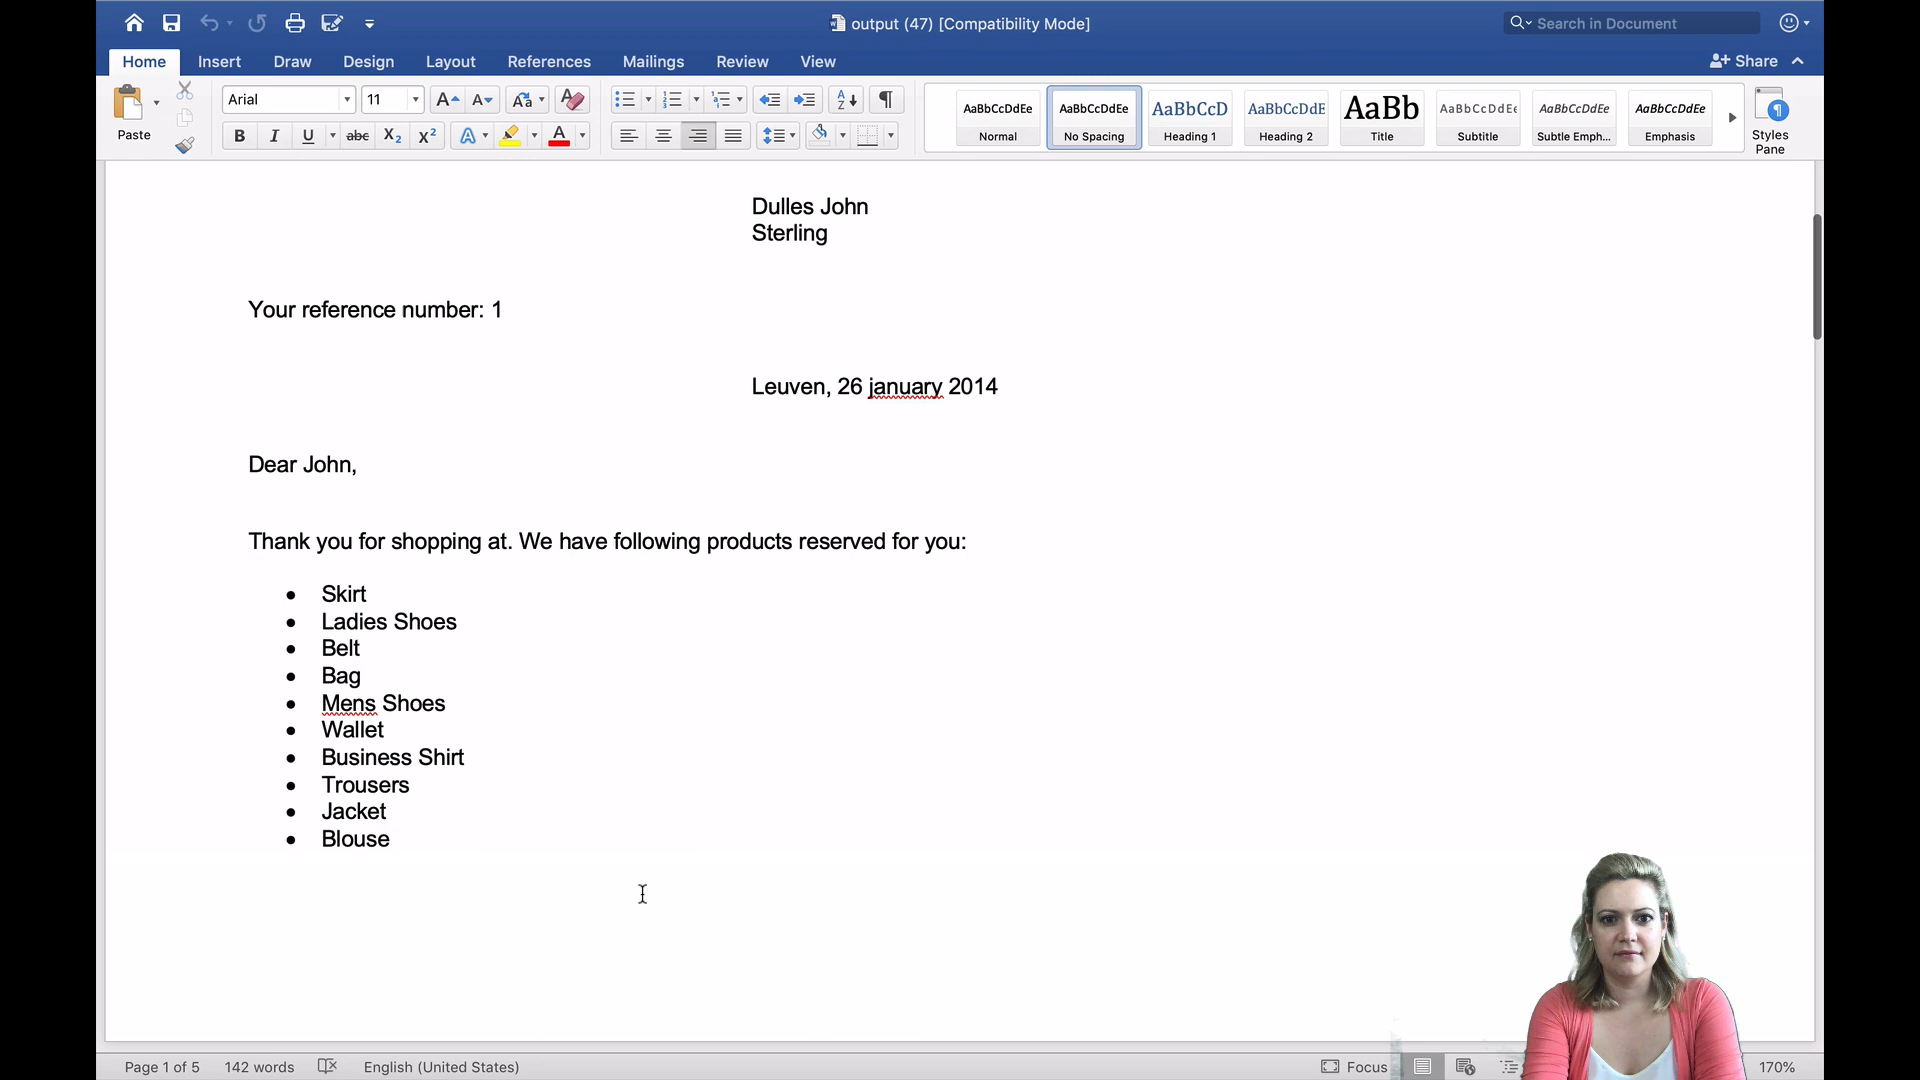 output (47) [Compatibility Mode]
Search in Document
Home Insert Draw Design Layout References Mailings Review View
Share
Paste
Arial 11
AaBbCcDdEe Normal
AaBbCcDdEe No Spacing
AaBbCcD Heading 1
AaBbCcDdE Heading 2
AaBb Title
AaBbCcDdEe Subtitle
AaBbCcDdEe Subtle Emph...
AaBbCcDdEe Emphasis
Styles
Pane
Dulles John
Sterling
Your reference number: 1
Leuven, 26 january 2014
Dear John,
Thank you for shopping at. We have following products reserved for you:
• Skirt
• Ladies Shoes
• Belt
• Bag
• Mens Shoes
• Wallet
• Business Shirt
• Trousers
• Jacket
• Blouse
Page 1 of 5 142 words English (United States) Focus 170%